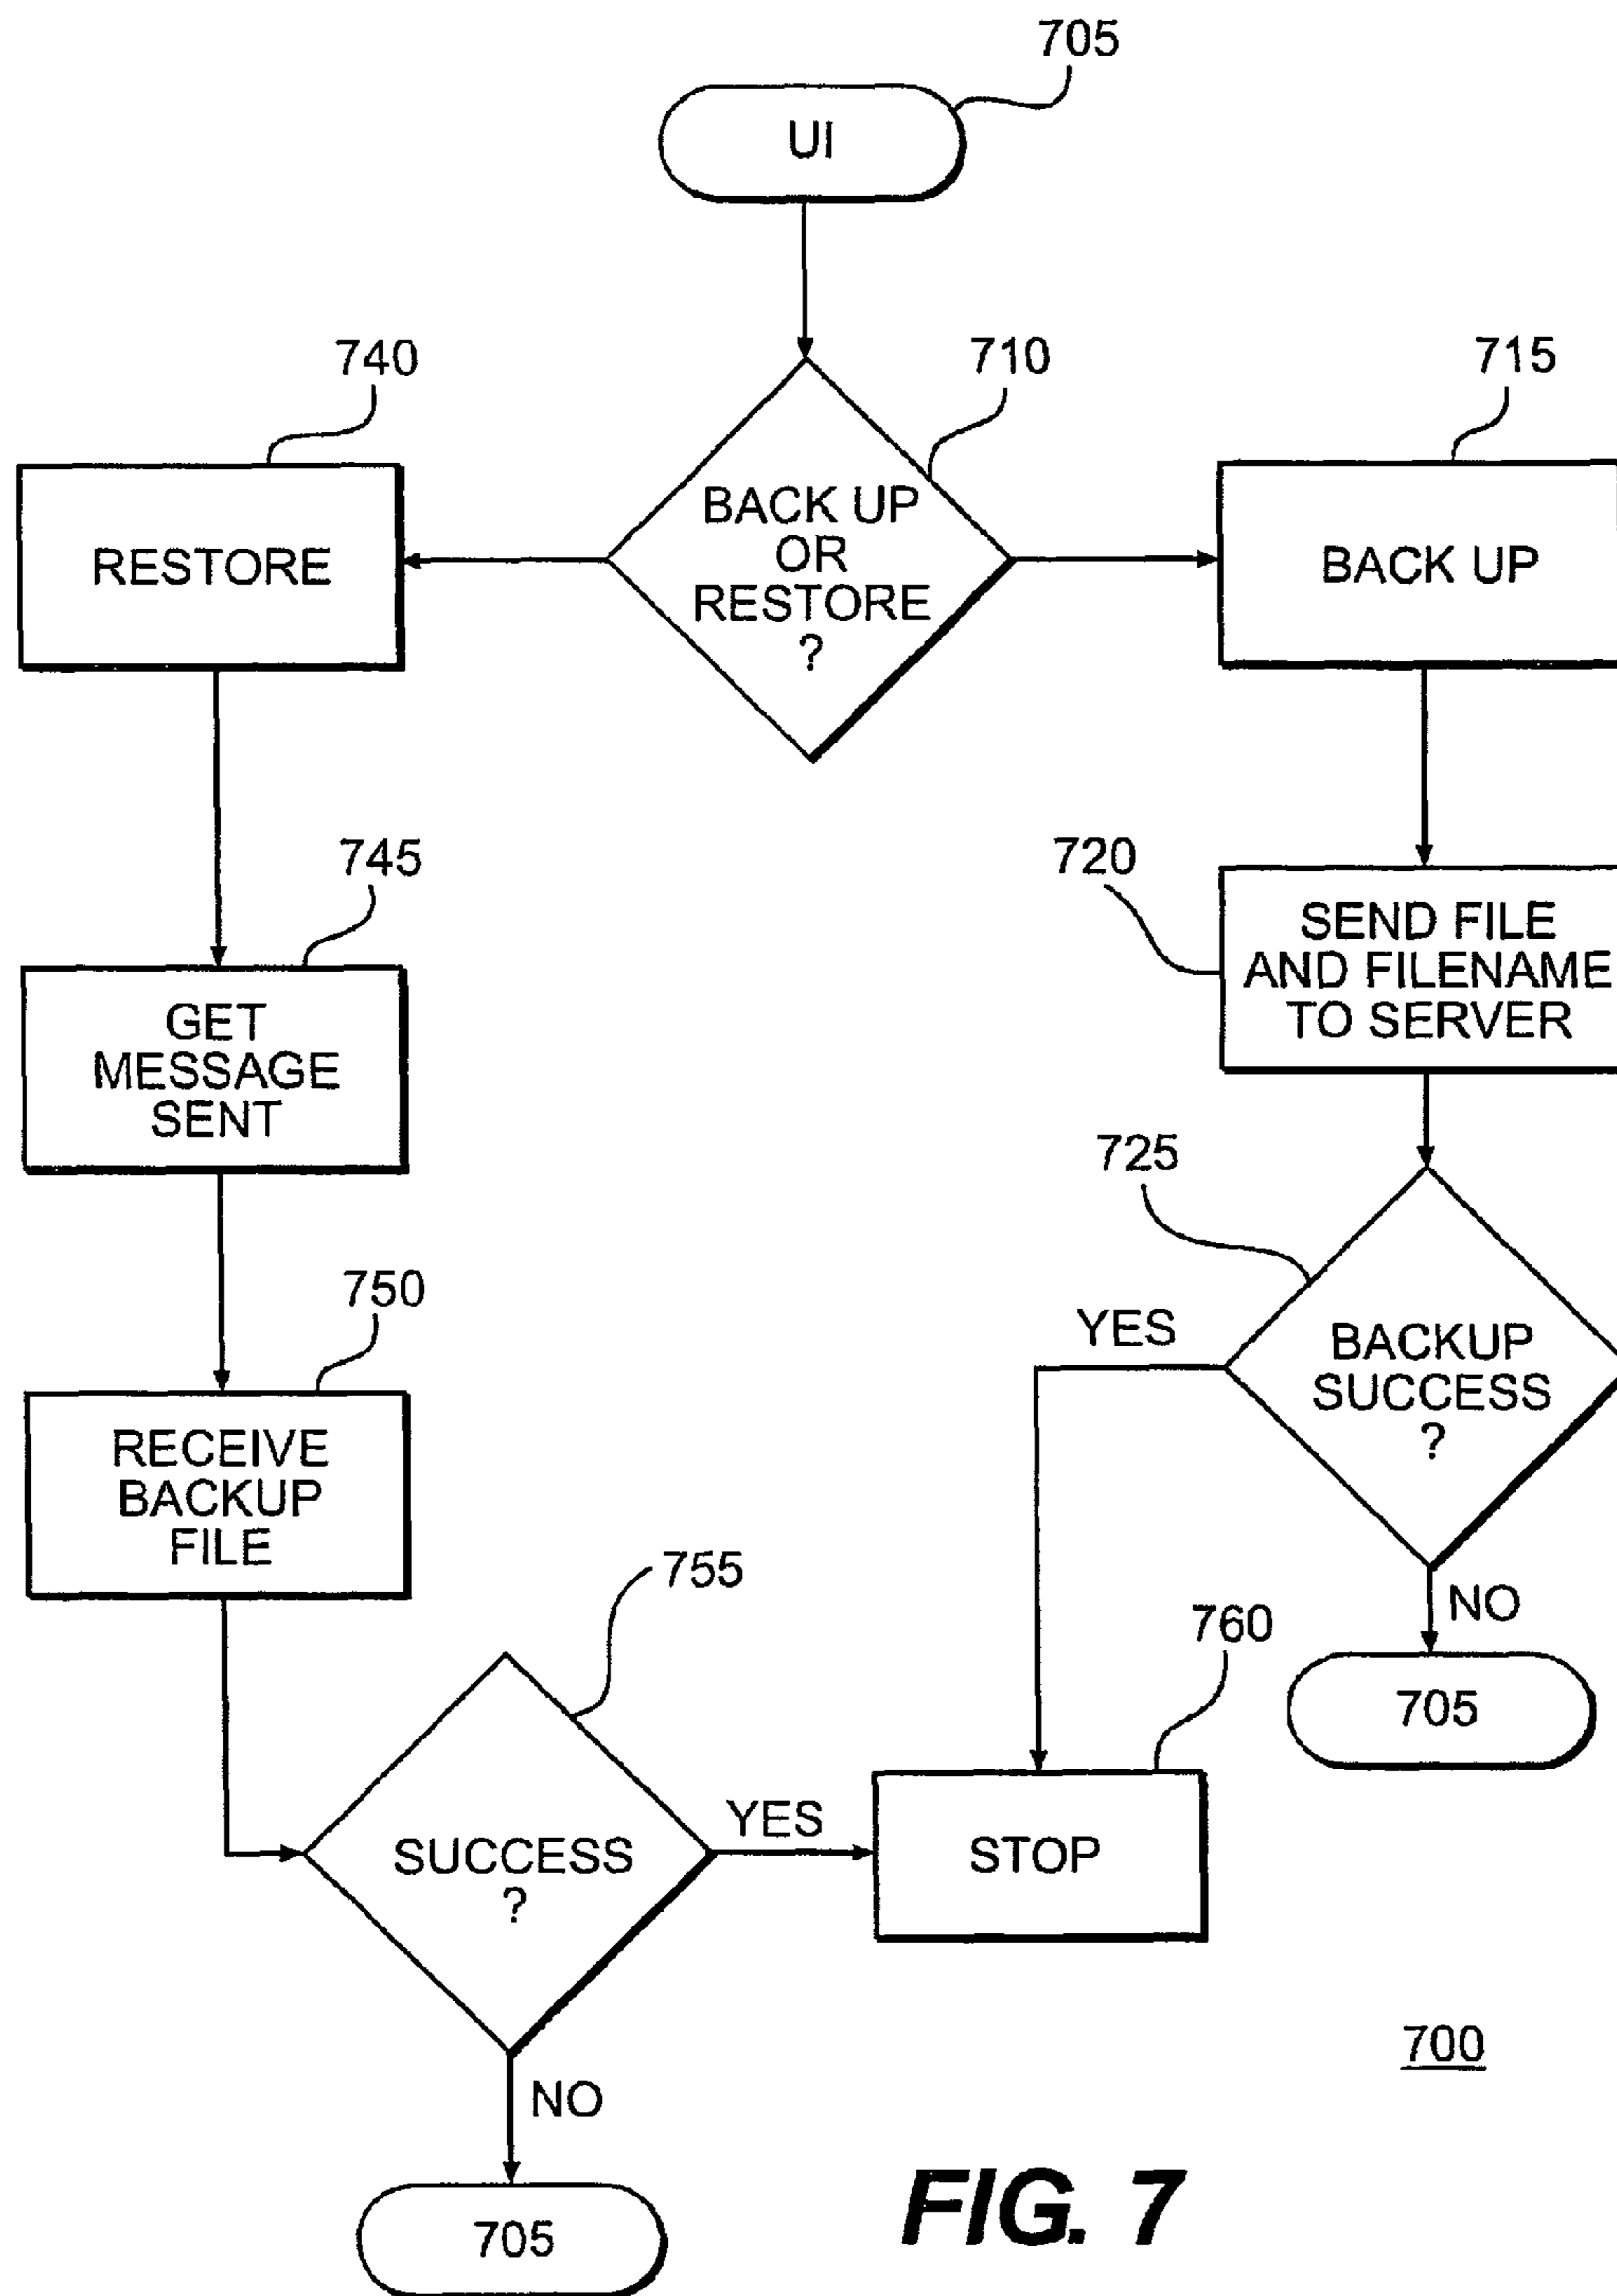 705
UI
740
710
715
RESTORE
BACK UP
OR
RESTORE
?
BACK UP
745
720
GET
MESSAGE
SENT
SEND FILE
AND FILENAME
TO SERVER
725
750
YES
BACKUP
SUCCESS
?
RECEIVE
BACKUP
FILE
755
760
NO
705
SUCCESS
?
YES
STOP
700
NO
705
FIG. 7